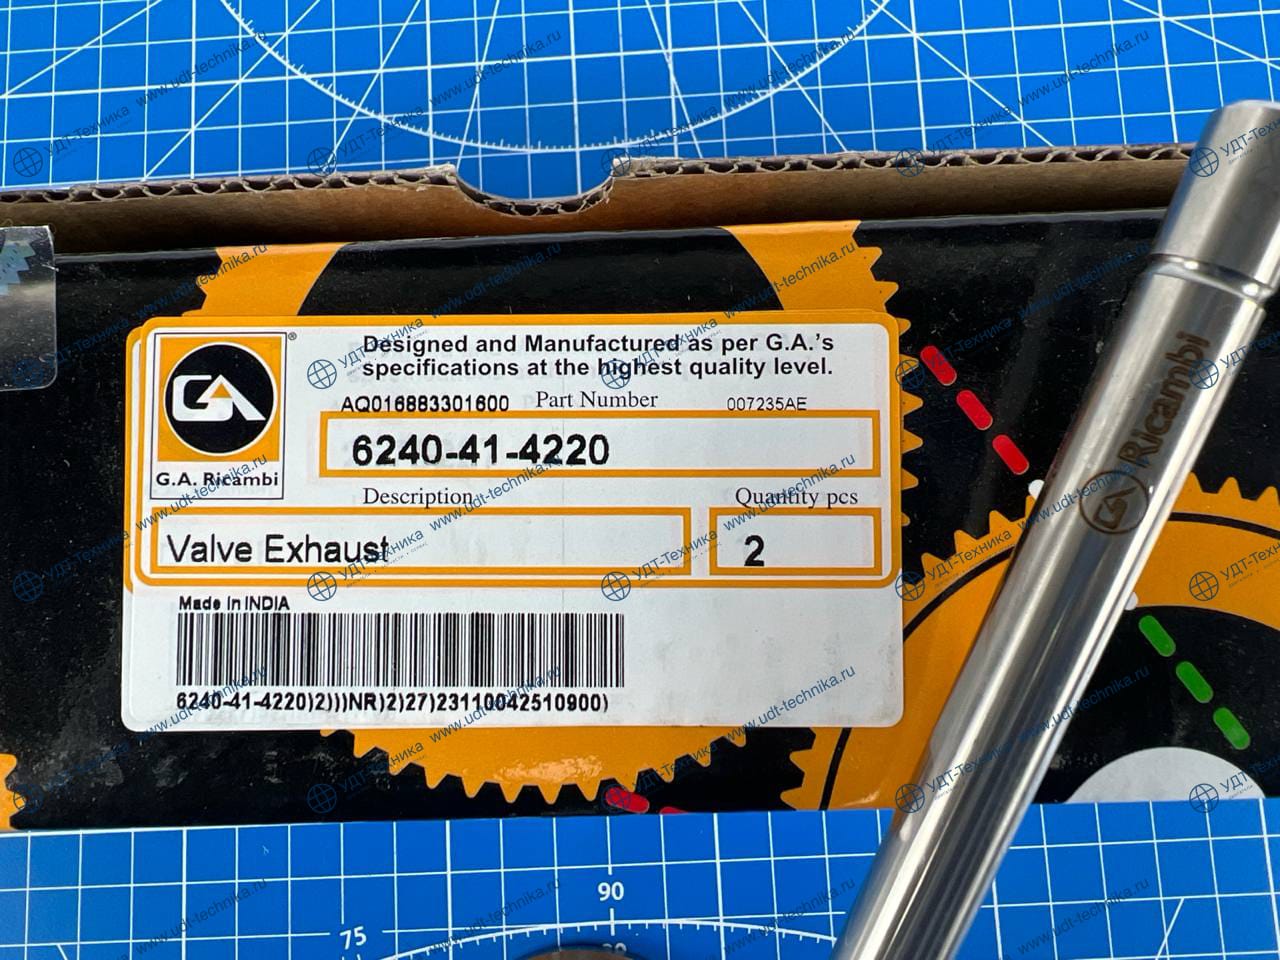 GA
®
G.A. Ricambi
Designed and Manufactured as per G.A.'s
specifications at the highest quality level.
AQ016883301600 Part Number 007235AE
6240-41-4220
Description Quantity pcs
Valve Exhaust 2
Made In INDIA
6240-41-4220)2)))NR)2)27)23110042510900)
GA Ricambi
90
75
УДТ-Техника
www.udt-technika.ru